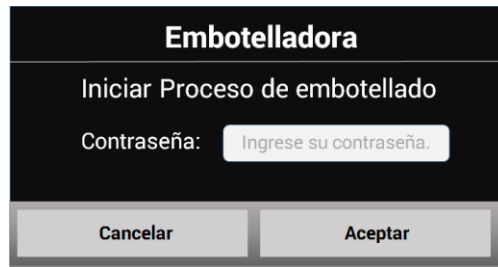 Embotelladora
Iniciar Proceso de embotellado
Contraseña: Ingrese su contraseña.
Cancelar Aceptar